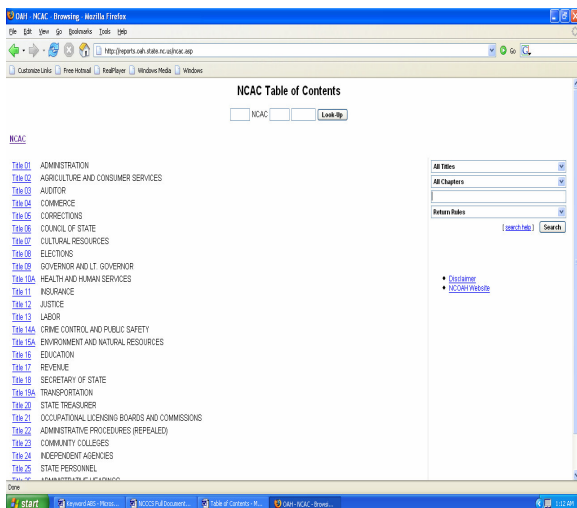 OAH - NCAC - Browsing - Mozilla Firefox
File Edit View Go Bookmarks Tools Help
http://reports.oah.state.nc.us/ncac.asp Go
Customize Links Free Hotmail RealPlayer Windows Media Windows
NCAC Table of Contents
NCAC Look-Up
NCAC
Title 01 ADMINISTRATION
Title 02 AGRICULTURE AND CONSUMER SERVICES
Title 03 AUDITOR
Title 04 COMMERCE
Title 05 CORRECTIONS
Title 06 COUNCIL OF STATE
Title 07 CULTURAL RESOURCES
Title 08 ELECTIONS
Title 09 GOVERNOR AND LT. GOVERNOR
Title 10A HEALTH AND HUMAN SERVICES
Title 11 INSURANCE
Title 12 JUSTICE
Title 13 LABOR
Title 14A CRIME CONTROL AND PUBLIC SAFETY
Title 15A ENVIRONMENT AND NATURAL RESOURCES
Title 16 EDUCATION
Title 17 REVENUE
Title 18 SECRETARY OF STATE
Title 19A TRANSPORTATION
Title 20 STATE TREASURER
Title 21 OCCUPATIONAL LICENSING BOARDS AND COMMISSIONS
Title 22 ADMINISTRATIVE PROCEDURES (REPEALED)
Title 23 COMMUNITY COLLEGES
Title 24 INDEPENDENT AGENCIES
Title 25 STATE PERSONNEL
All Titles
All Chapters
Return Rules
[ search help ] Search
Disclaimer
NCOAH Website
Done
start Keyword ABS - Micros... NCCCS Full Document... Table of Contents - M... OAH - NCAC - Brows... 1:12 AM